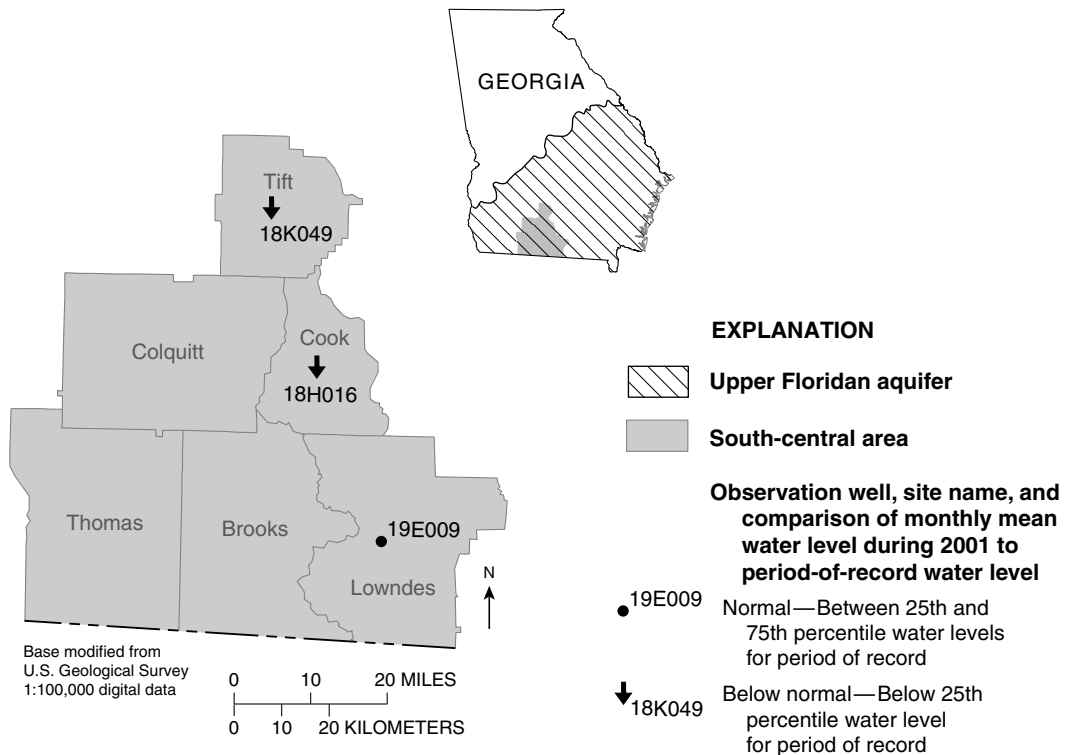 GEORGIA
Tift
18K049
Colquitt
Cook
18H016
Thomas
Brooks
19E009
Lowndes
N
Base modified from
U.S. Geological Survey
1:100,000 digital data
0 10 20 MILES
0 10 20 KILOMETERS
EXPLANATION
Upper Floridan aquifer
South-central area
Observation well, site name, and
comparison of monthly mean
water level during 2001 to
period-of-record water level
19E009 Normal—Between 25th and
75th percentile water levels
for period of record
18K049 Below normal—Below 25th
percentile water level
for period of record